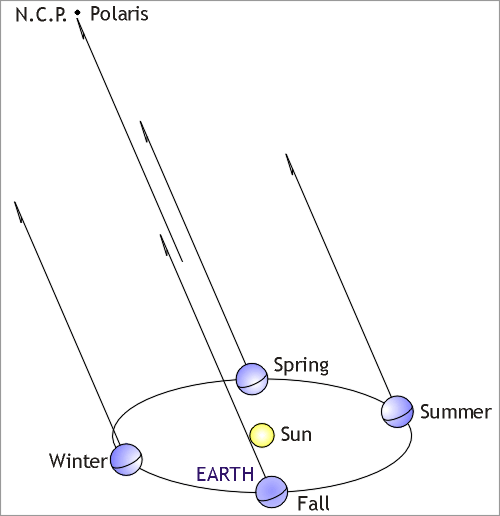 N.C.P. Polaris
Spring
Summer
Sun
Winter
EARTH
Fall